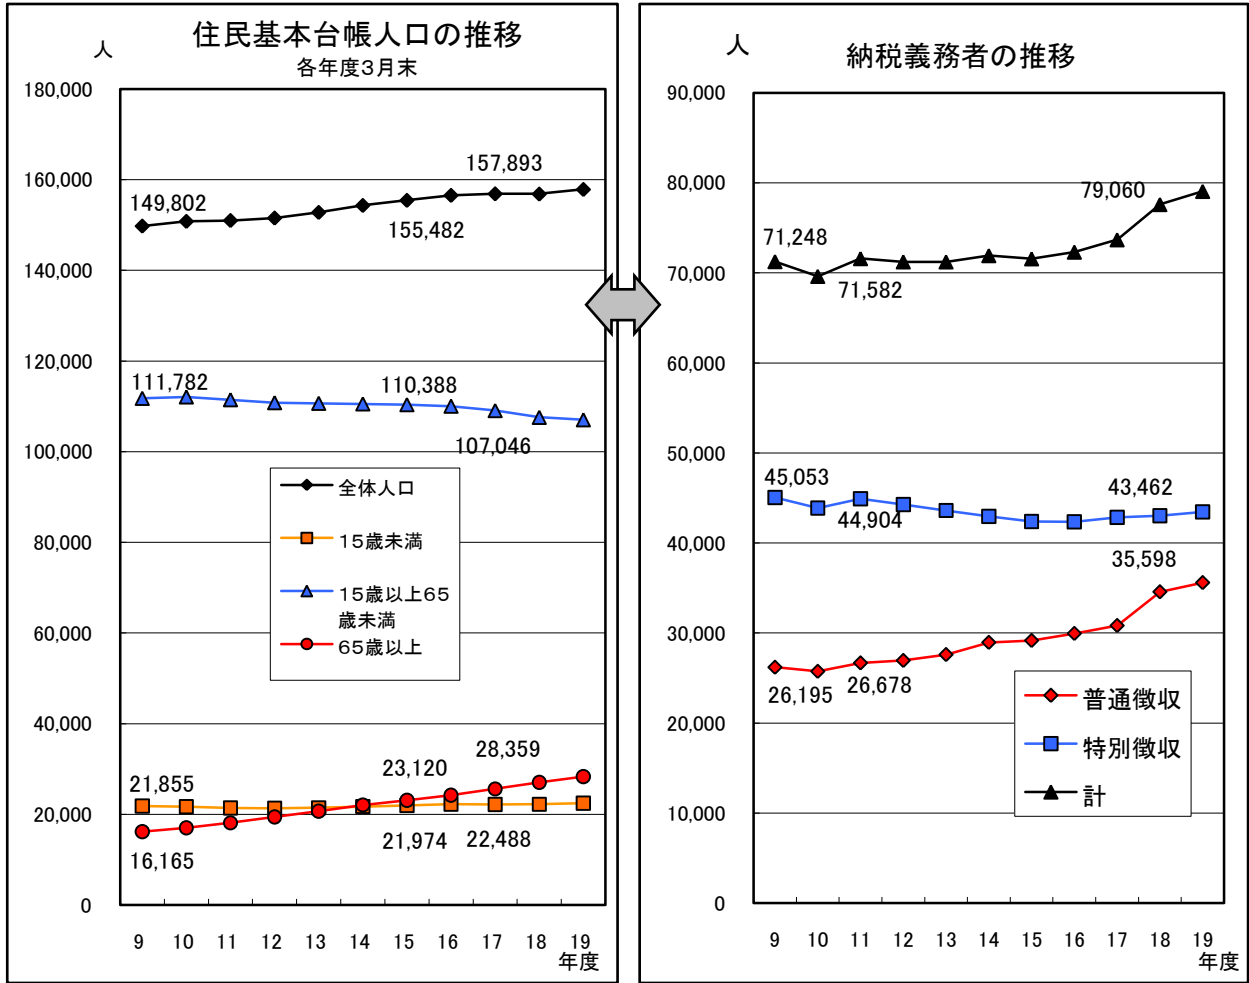 住民基本台帳人口の推移
各年度3月末
人
180,000
160,000
140,000
120,000
100,000
80,000
60,000
40,000
20,000
0
149,802
155,482
157,893
111,782
110,388
107,046
全体人口
15歳未満
15歳以上65
歳未満
65歳以上
21,855
23,120
28,359
16,165
21,974
22,488
9 10 11 12 13 14 15 16 17 18 19
年度
納税義務者の推移
人
90,000
80,000
70,000
60,000
50,000
40,000
30,000
20,000
10,000
0
71,248
71,582
79,060
45,053
44,904
43,462
35,598
26,195
26,678
普通徴収
特別徴収
計
9 10 11 12 13 14 15 16 17 18 19
年度